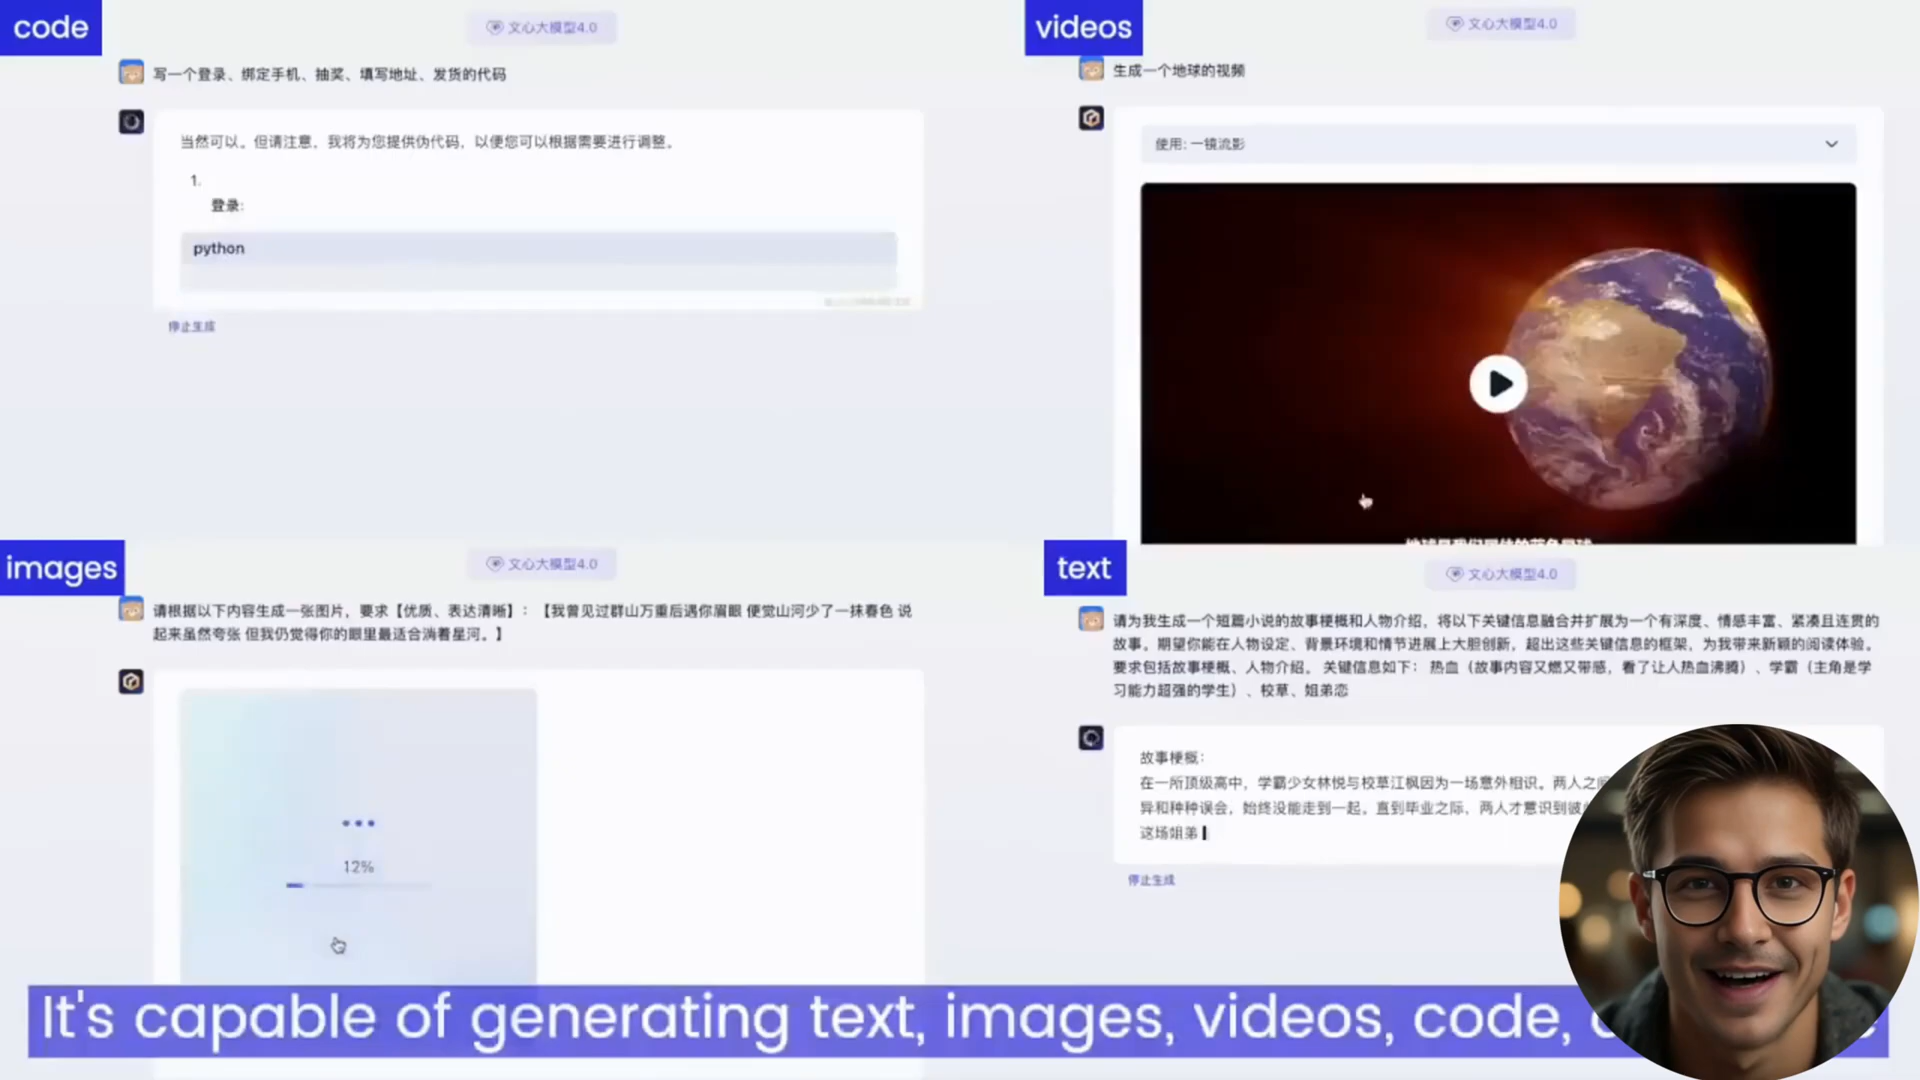 code
文心大模型4.0
写一个登录、绑定手机、抽奖、填写地址、发货的代码
当然可以。但请注意，我将为您提供伪代码，以便您可以根据需要进行调整。
1.
登录:
python
停止生成
videos
文心大模型4.0
生成一个地球的视频
使用: 一镜流影
images
文心大模型4.0
请根据以下内容生成一张图片，要求【优质、表达清晰】：【我曾见过群山万重后遇你眉眼 便觉山河少了一抹春色 说
起来虽然夸张 但我仍觉得你的眼里最适合淌着星河。】
12%
text
文心大模型4.0
请为我生成一个短篇小说的故事梗概和人物介绍，将以下关键信息融合并扩展为一个有深度、情感丰富、紧凑且连贯的
故事。期望你能在人物设定、背景环境和情节进展上大胆创新，超出这些关键信息的框架，为我带来新颖的阅读体验。
要求包括故事梗概、人物介绍。关键信息如下： 热血（故事内容又燃又带感，看了让人热血沸腾）、学霸（主角是学
习能力超强的学生）、校草、姐弟恋
故事梗概：
在一所顶级高中，学霸少女林悦与校草江枫因为一场意外相识。两人之间
异和种种误会，始终没能走到一起。直到毕业之际，两人才意识到彼
这场姐弟
停止生成
It's capable of generating text, images, videos, code,